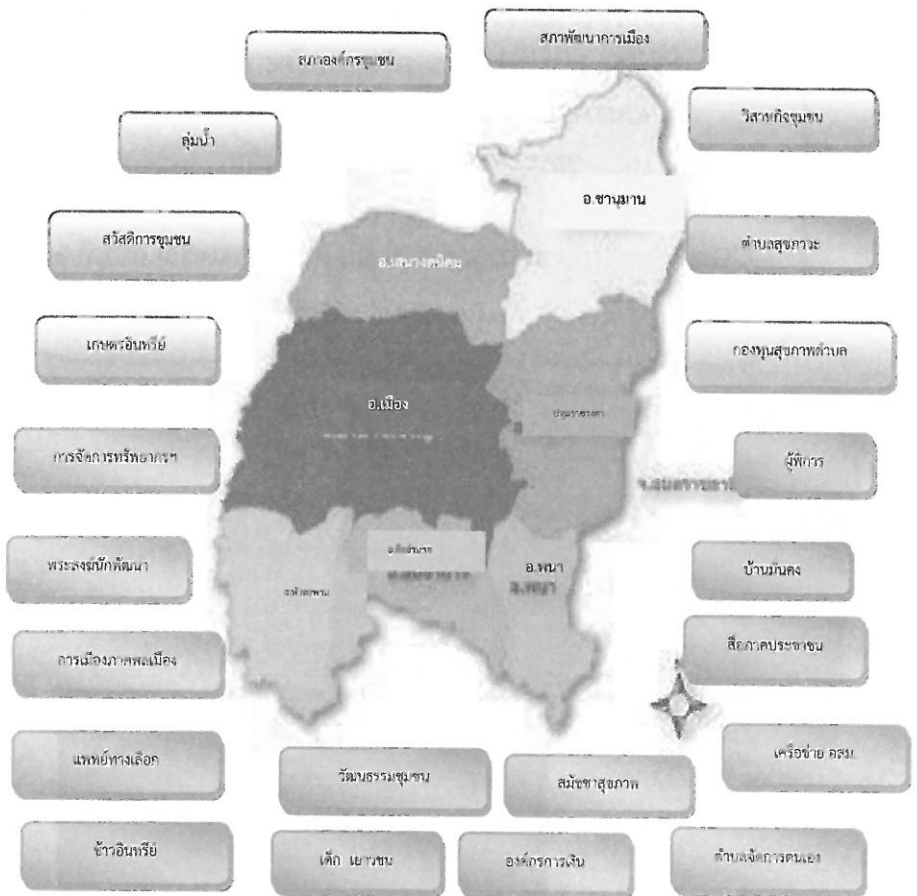 สภาพัฒนาการเมือง
สภาองค์กรชุมชน
วิสาหกิจชุมชน
ลุ่มน้ำ
อ.ชานุมาน
สวัสดิการชุมชน
ตำบลสุขภาวะ
อ.เสนางคนิคม
เกษตรอินทรีย์
กองทุนสุขภาพตำบล
อ.เมือง
การจัดการทรัพยากรฯ
ผู้พิการ
พระสงฆ์นักพัฒนา
อ.พนา
บ้านมั่นคง
การเมืองภาคพลเมือง
สื่อภาคประชาชน
แพทย์ทางเลือก
วัฒนธรรมชุมชน
สมัชชาสุขภาพ
เครือข่าย อสม.
ข้าวอินทรีย์
เด็ก เยาวชน
องค์กรการเงิน
ตำบลจัดการตนเอง